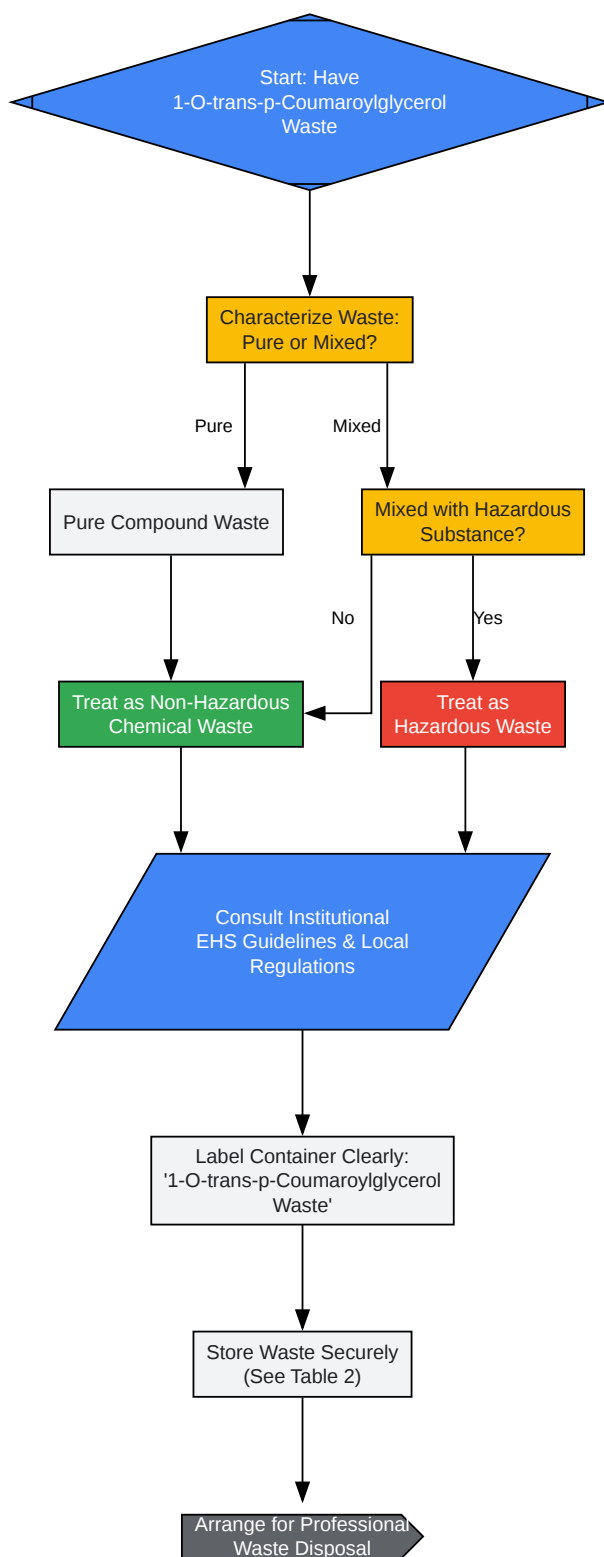 Start: Have
1-O-trans-p-Coumaroylglycerol
Waste
Characterize Waste:
Pure or Mixed?
Pure
Mixed
Pure Compound Waste
Mixed with Hazardous
Substance?
No
Yes
Treat as Non-Hazardous
Chemical Waste
Treat as
Hazardous Waste
Consult Institutional
EHS Guidelines & Local
Regulations
Label Container Clearly:
'1-O-trans-p-Coumaroylglycerol
Waste'
Store Waste Securely
(See Table 2)
Arrange for Professional
Waste Disposal